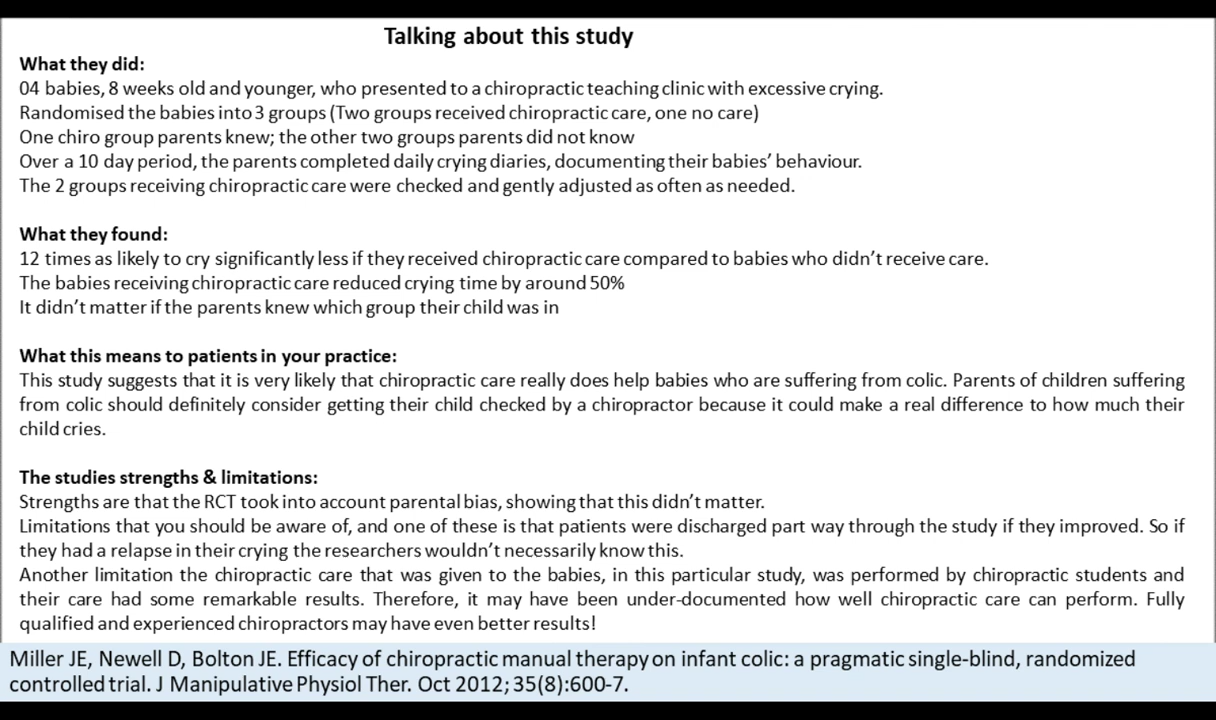 Talking about this study
What they did:
04 babies, 8 weeks old and younger, who presented to a chiropractic teaching clinic with excessive crying.
Randomised the babies into 3 groups (Two groups received chiropractic care, one no care)
One chiro group parents knew; the other two groups parents did not know
Over a 10 day period, the parents completed daily crying diaries, documenting their babies’ behaviour.
The 2 groups receiving chiropractic care were checked and gently adjusted as often as needed.
What they found:
12 times as likely to cry significantly less if they received chiropractic care compared to babies who didn’t receive care.
The babies receiving chiropractic care reduced crying time by around 50%
It didn’t matter if the parents knew which group their child was in
What this means to patients in your practice:
This study suggests that it is very likely that chiropractic care really does help babies who are suffering from colic. Parents of children suffering
from colic should definitely consider getting their child checked by a chiropractor because it could make a real difference to how much their
child cries.
The studies strengths & limitations:
Strengths are that the RCT took into account parental bias, showing that this didn’t matter.
Limitations that you should be aware of, and one of these is that patients were discharged part way through the study if they improved. So if
they had a relapse in their crying the researchers wouldn’t necessarily know this.
Another limitation the chiropractic care that was given to the babies, in this particular study, was performed by chiropractic students and
their care had some remarkable results. Therefore, it may have been under-documented how well chiropractic care can perform. Fully
qualified and experienced chiropractors may have even better results!
Miller JE, Newell D, Bolton JE. Efficacy of chiropractic manual therapy on infant colic: a pragmatic single-blind, randomized
controlled trial. J Manipulative Physiol Ther. Oct 2012; 35(8):600-7.